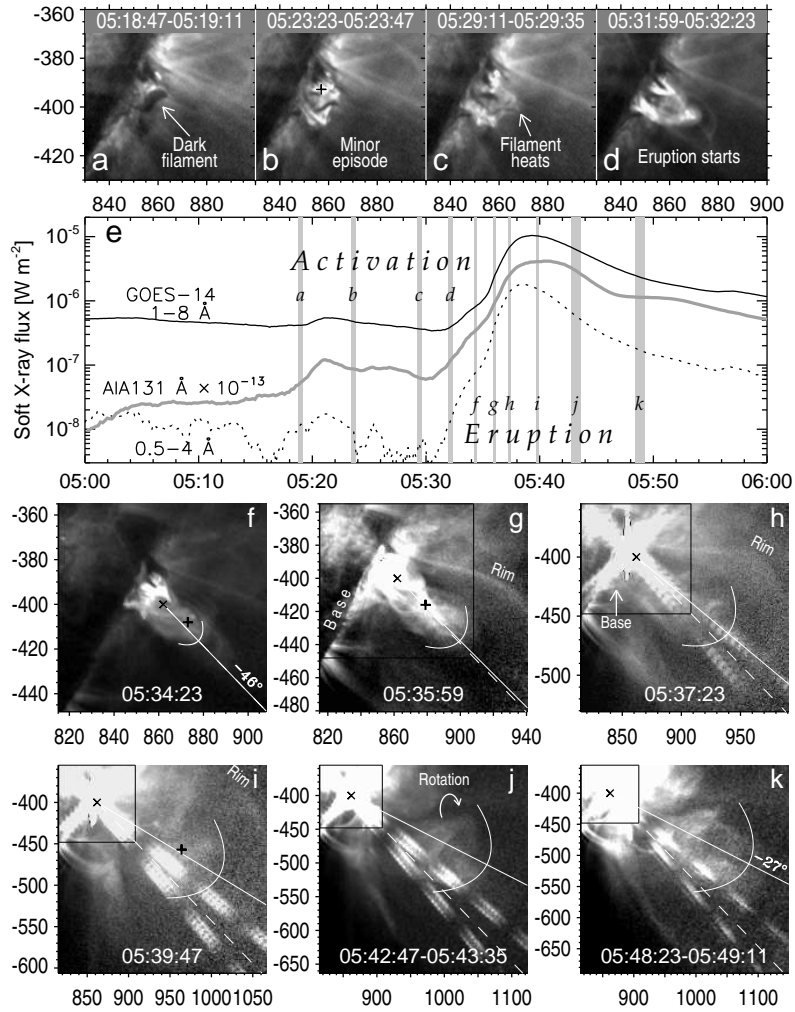 05:18:47-05:19:11 05:23:23-05:23:47 05:29:11-05:29:35 05:31:59-05:32:23
-360
-380
-400
-420
Dark
filament
a
+
Minor
episode
b
Filament
heats
c
Eruption starts
d
840 860 880 840 860 880 840 860 880 840 860 880 900
e
Soft X-ray flux [W m-2]
10-5
10-6
10-7
10-8
Activation
GOES-14
1-8 Å
a b c d
AIA131 Å × 10-13
f g h i j k
Eruption
0.5-4 Å
05:00 05:10 05:20 05:30 05:40 05:50 06:00
-360
-380
-400
-420
-440
f
×
+
-46°
05:34:23
820 840 860 880 900
-360
-380
-400
-420
-440
-460
-480
g
×
+
Rim
Base
05:35:59
820 840 860 880 900 920 940
-400
-450
-500
h
×
Rim
Base
05:37:23
850 900 950
-400
-450
-500
-550
-600
i
×
+
Rim
05:39:47
850 900 950 1000 1050
-400
-450
-500
-550
-600
-650
j
×
Rotation
05:42:47-05:43:35
900 1000 1100
-400
-450
-500
-550
-600
-650
k
×
-27°
05:48:23-05:49:11
900 1000 1100